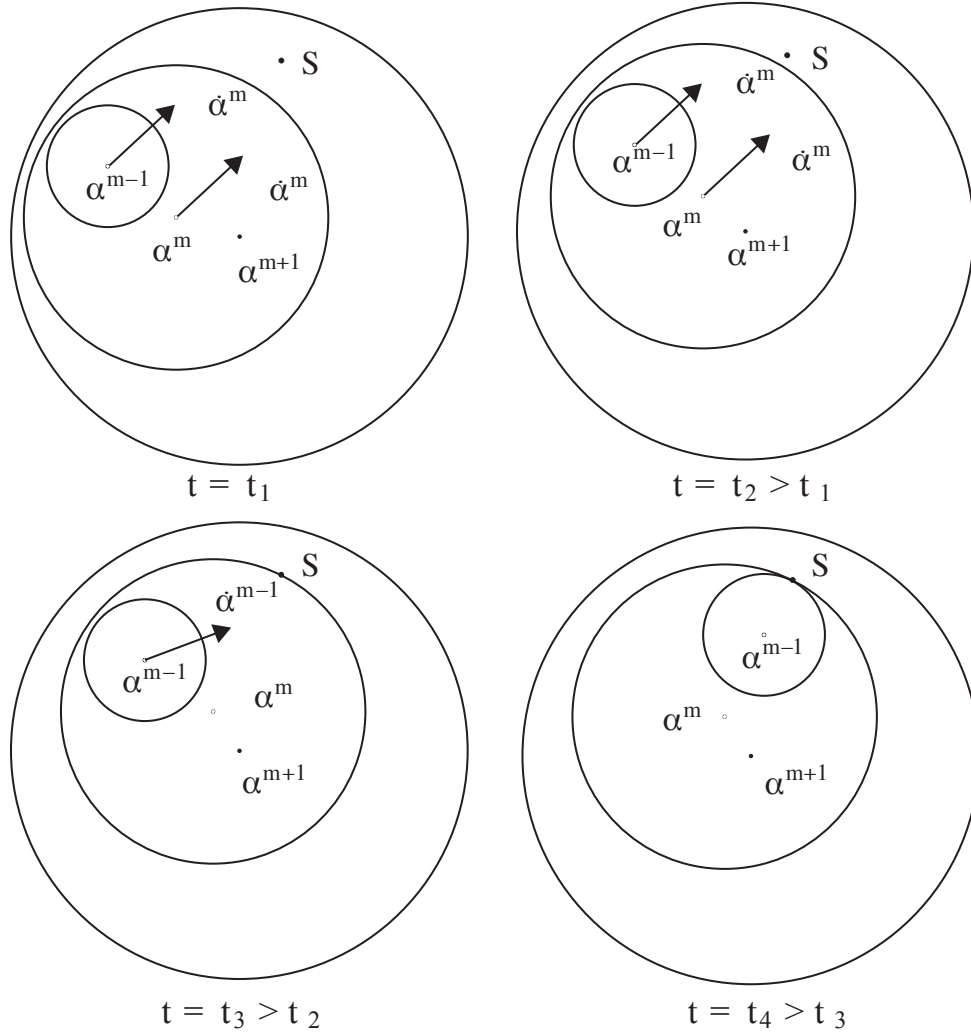 S
α̇ᵐ
αᵐ⁻¹
α̇ᵐ
αᵐ
αᵐ⁺¹
t = t₁
S
α̇ᵐ
αᵐ⁻¹
α̇ᵐ
αᵐ
αᵐ⁺¹
t = t₂ > t₁
S
α̇ᵐ⁻¹
αᵐ⁻¹
αᵐ
αᵐ⁺¹
t = t₃ > t₂
S
αᵐ⁻¹
αᵐ
αᵐ⁺¹
t = t₄ > t₃